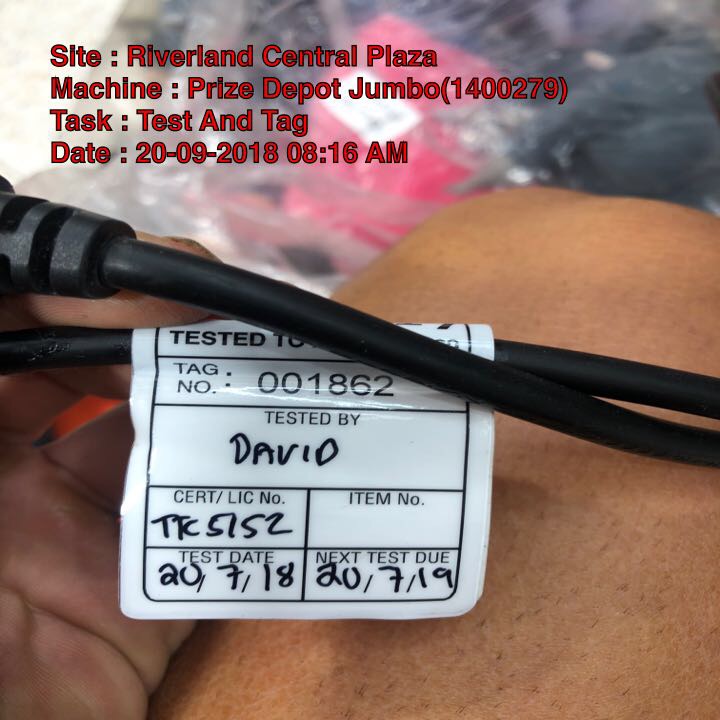 Site : Riverland Central Plaza
Machine : Prize Depot Jumbo(1400279)
Task : Test And Tag
Date : 20-09-2018 08:16 AM
TESTED TO
TAG NO. : 001862
TESTED BY
DAVID
CERT/ LIC No. ITEM No.
TK5152
TEST DATE NEXT TEST DUE
20/7/18 20/7/19